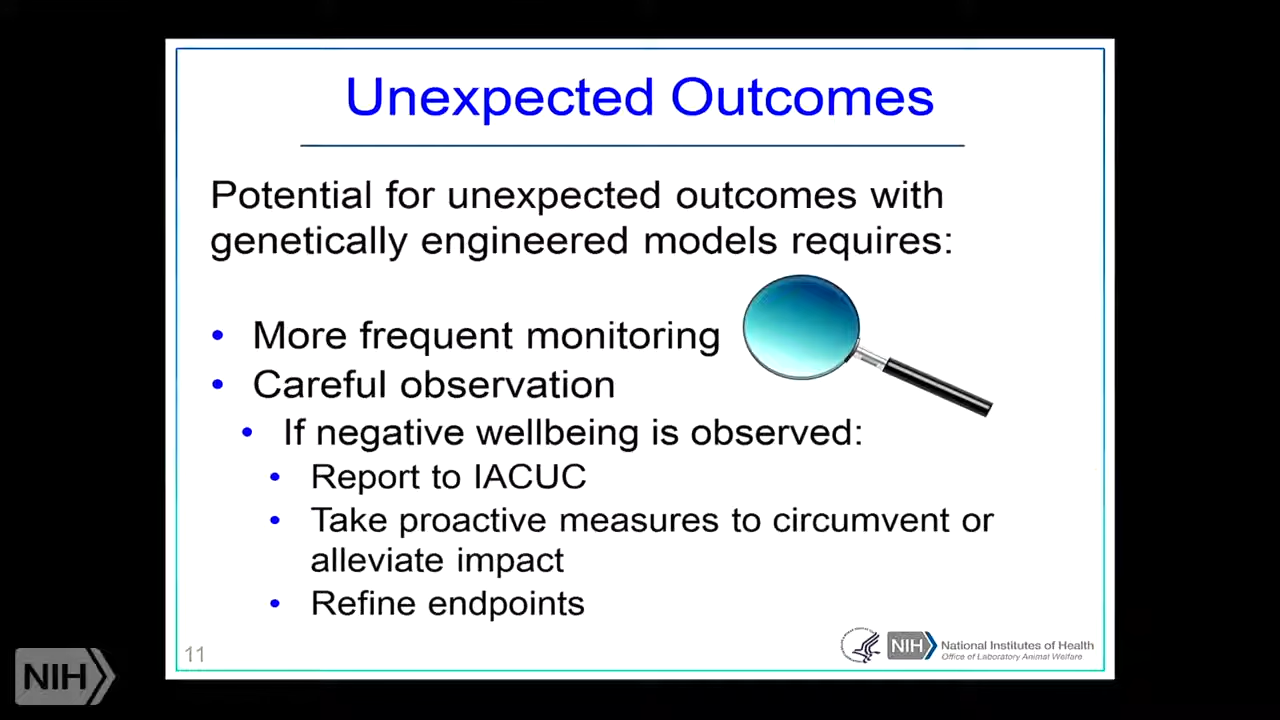 Unexpected Outcomes
Potential for unexpected outcomes with
genetically engineered models requires:
• More frequent monitoring
• Careful observation
• If negative wellbeing is observed:
• Report to IACUC
• Take proactive measures to circumvent or
alleviate impact
• Refine endpoints
11
NIH
National Institutes of Health
Office of Laboratory Animal Welfare
NIH